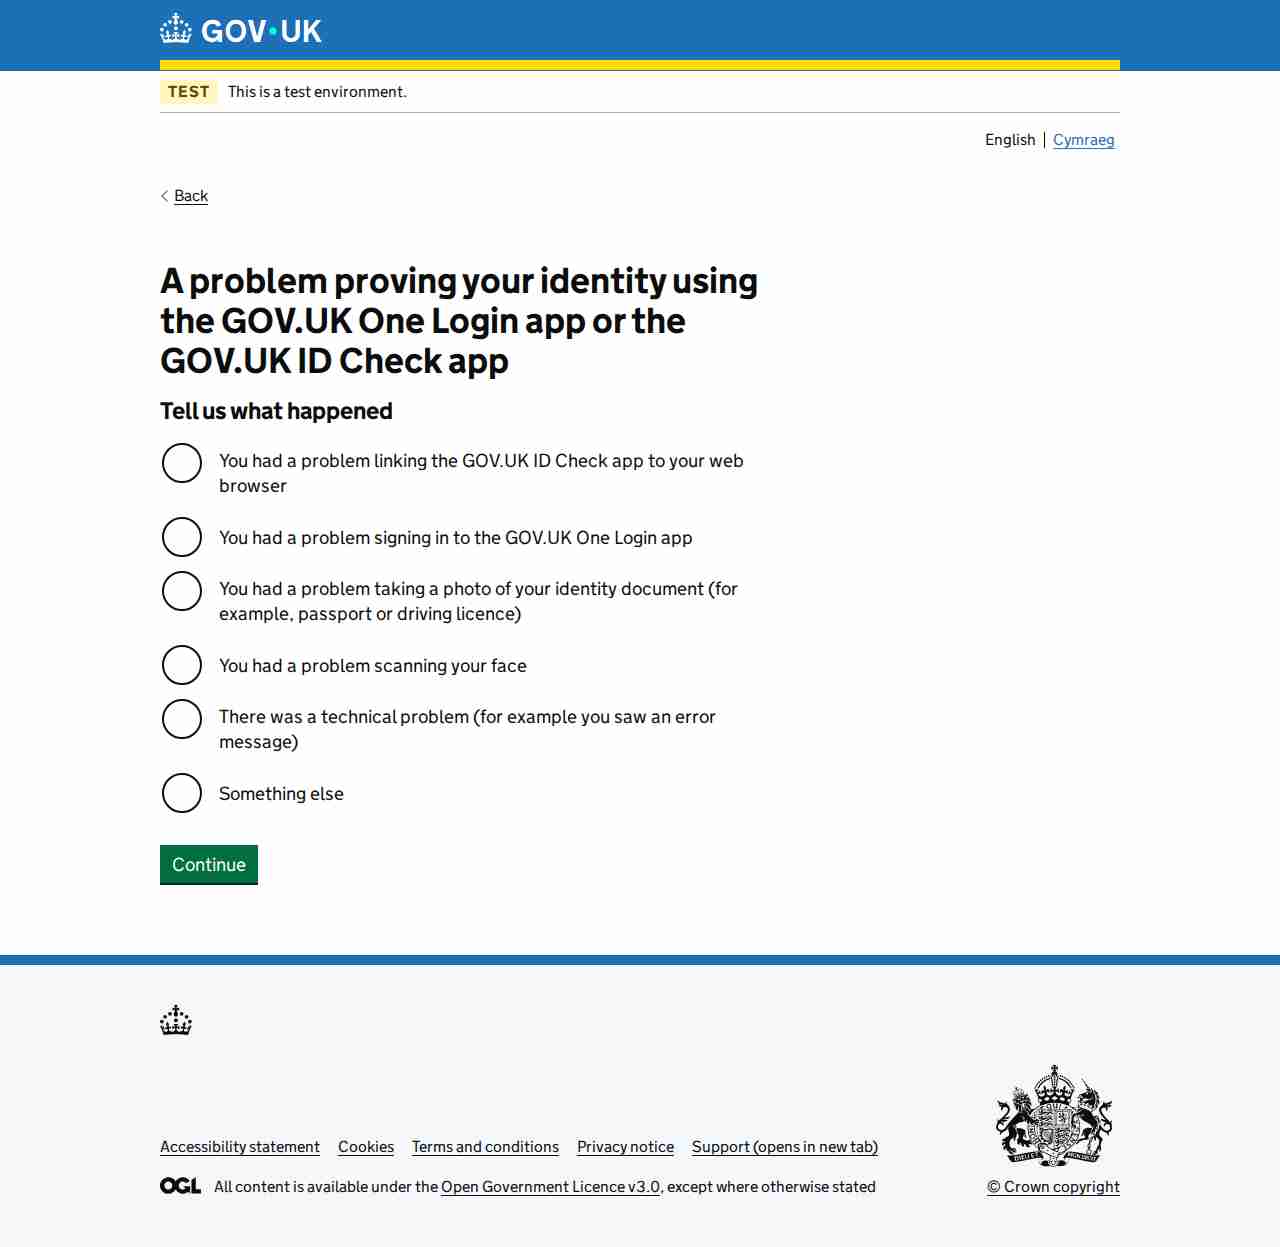 GOV·UK
TEST This is a test environment.
English Cymraeg
Back
A problem proving your identity using
the GOV.UK One Login app or the
GOV.UK ID Check app
Tell us what happened
You had a problem linking the GOV.UK ID Check app to your web
browser
You had a problem signing in to the GOV.UK One Login app
You had a problem taking a photo of your identity document (for
example, passport or driving licence)
You had a problem scanning your face
There was a technical problem (for example you saw an error
message)
Something else
Continue
Accessibility statement Cookies Terms and conditions Privacy notice Support (opens in new tab)
OGL All content is available under the Open Government Licence v3.0, except where otherwise stated
© Crown copyright